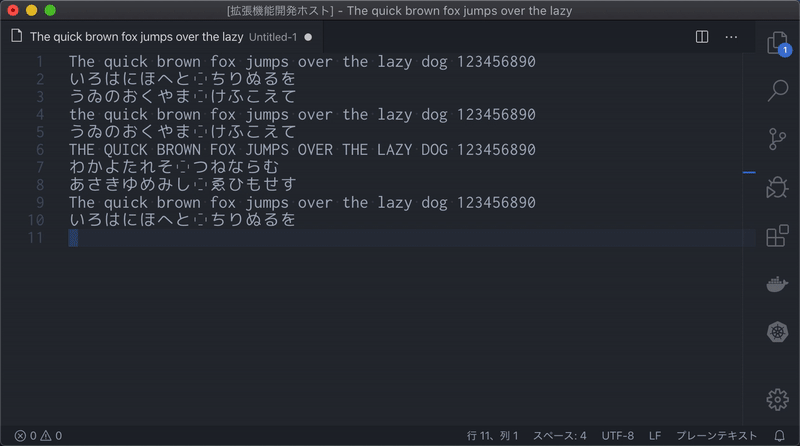 [拡張機能開発ホスト] - The quick brown fox jumps over the lazy
The quick brown fox jumps over the lazy Untitled-1
1 The quick brown fox jumps over the lazy dog 123456890
2 いろはにほへと　ちりぬるを
3 うゐのおくやま　けふこえて
4 the quick brown fox jumps over the lazy dog 123456890
5 うゐのおくやま　けふこえて
6 THE QUICK BROWN FOX JUMPS OVER THE LAZY DOG 123456890
7 わかよたれそ　つねならむ
8 あさきゆめみし　ゑひもせす
9 The quick brown fox jumps over the lazy dog 123456890
10 いろはにほへと　ちりぬるを
11
1
0 0 行 11、列 1 スペース: 4 UTF-8 LF プレーンテキスト